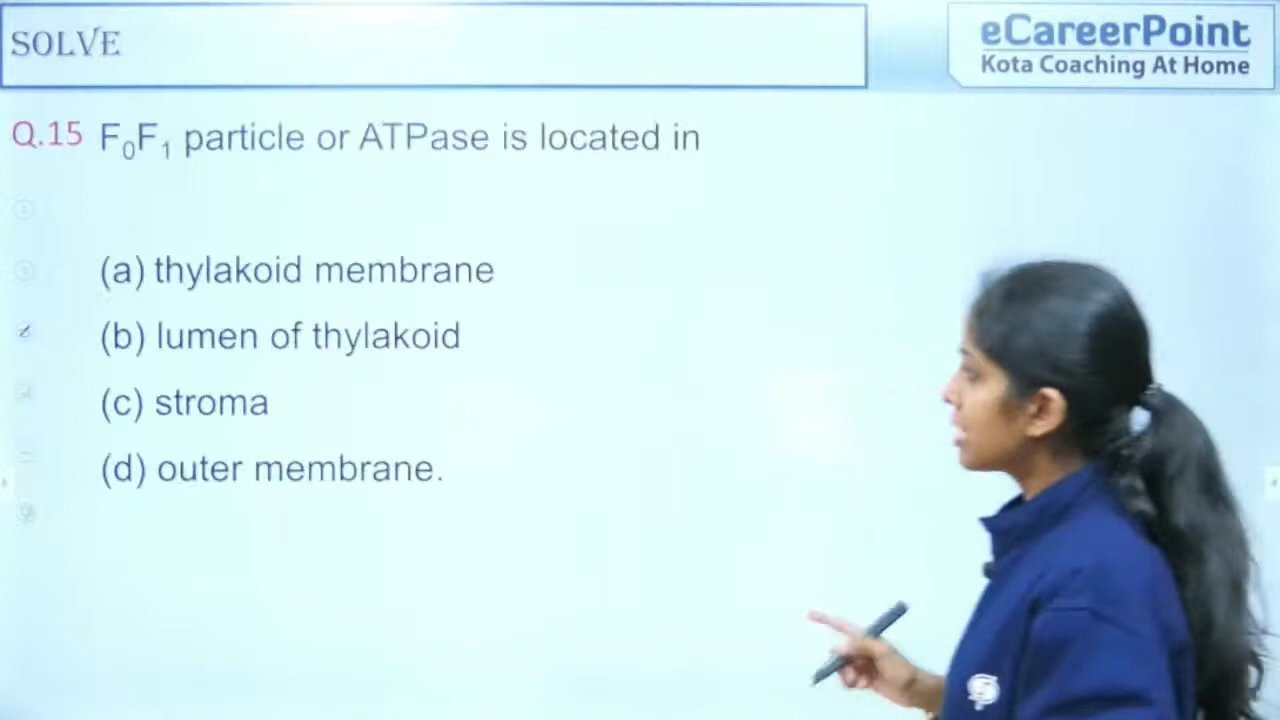 SOLVE
eCareerPoint
Kota Coaching At Home
Q.15 F₀F₁ particle or ATPase is located in
(a) thylakoid membrane
(b) lumen of thylakoid
(c) stroma
(d) outer membrane.